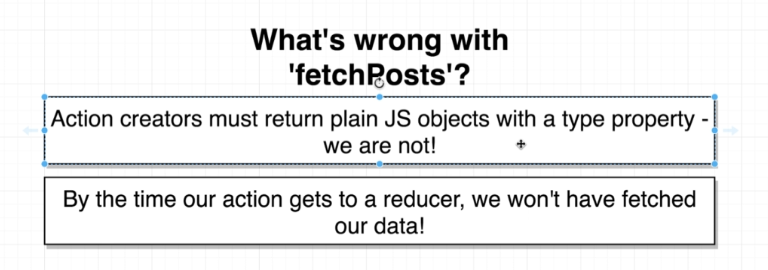 What's wrong with
'fetchPosts'?
Action creators must return plain JS objects with a type property -
we are not!
By the time our action gets to a reducer, we won't have fetched
our data!